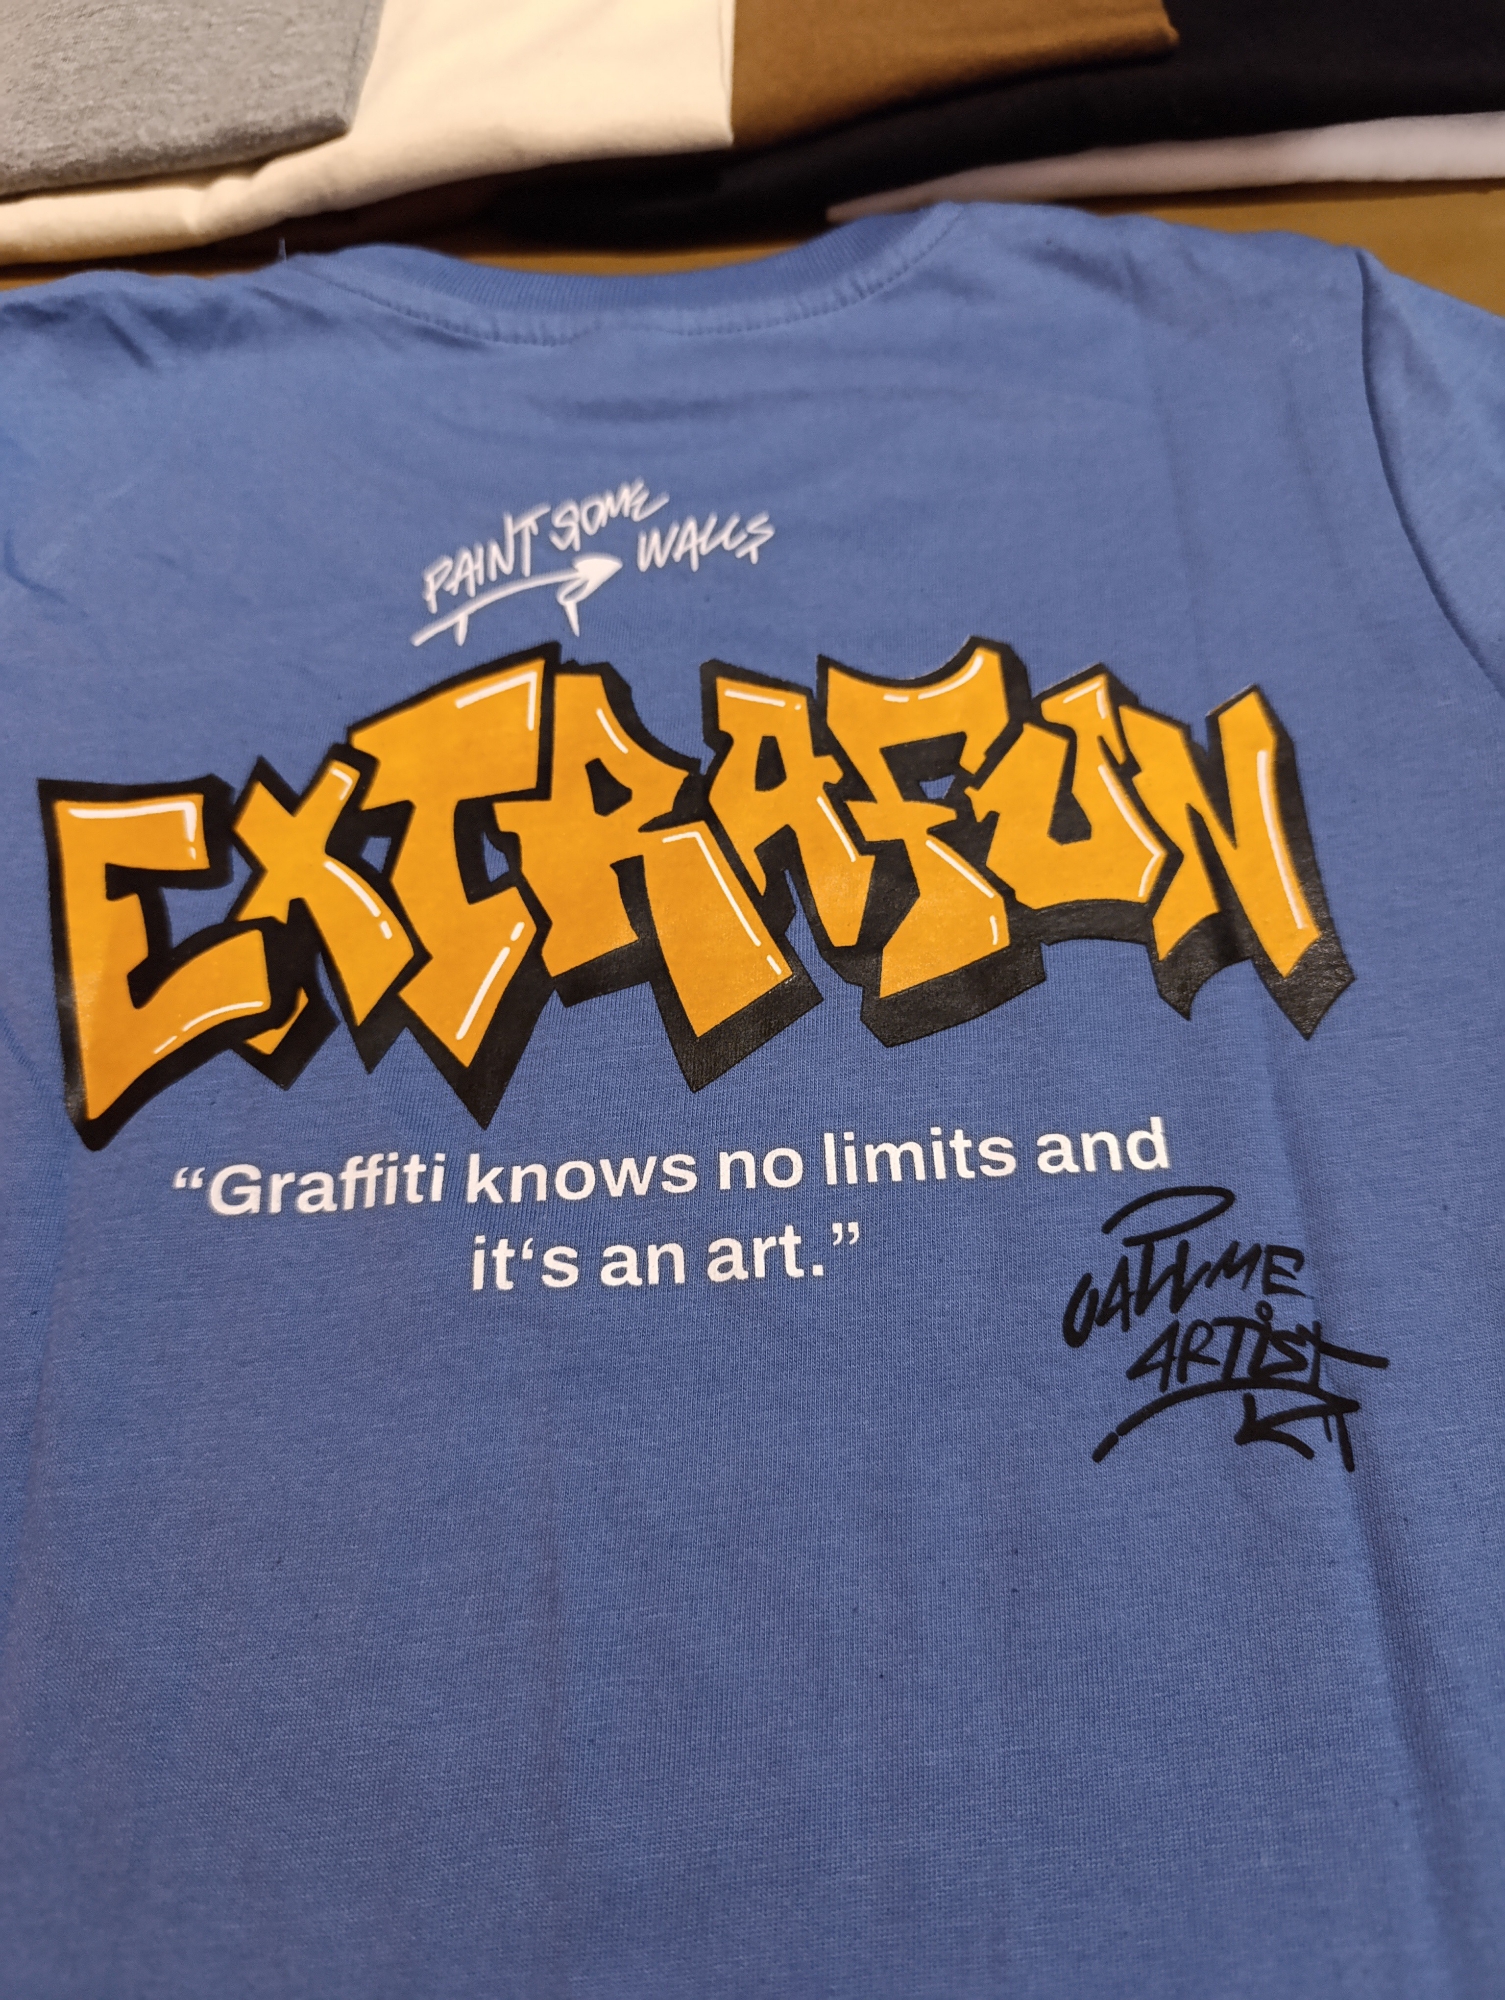 PAINT SOME
WALLS
EXTRAFUN
“Graffiti knows no limits and
it‘s an art.”
CALL ME
ARTIST